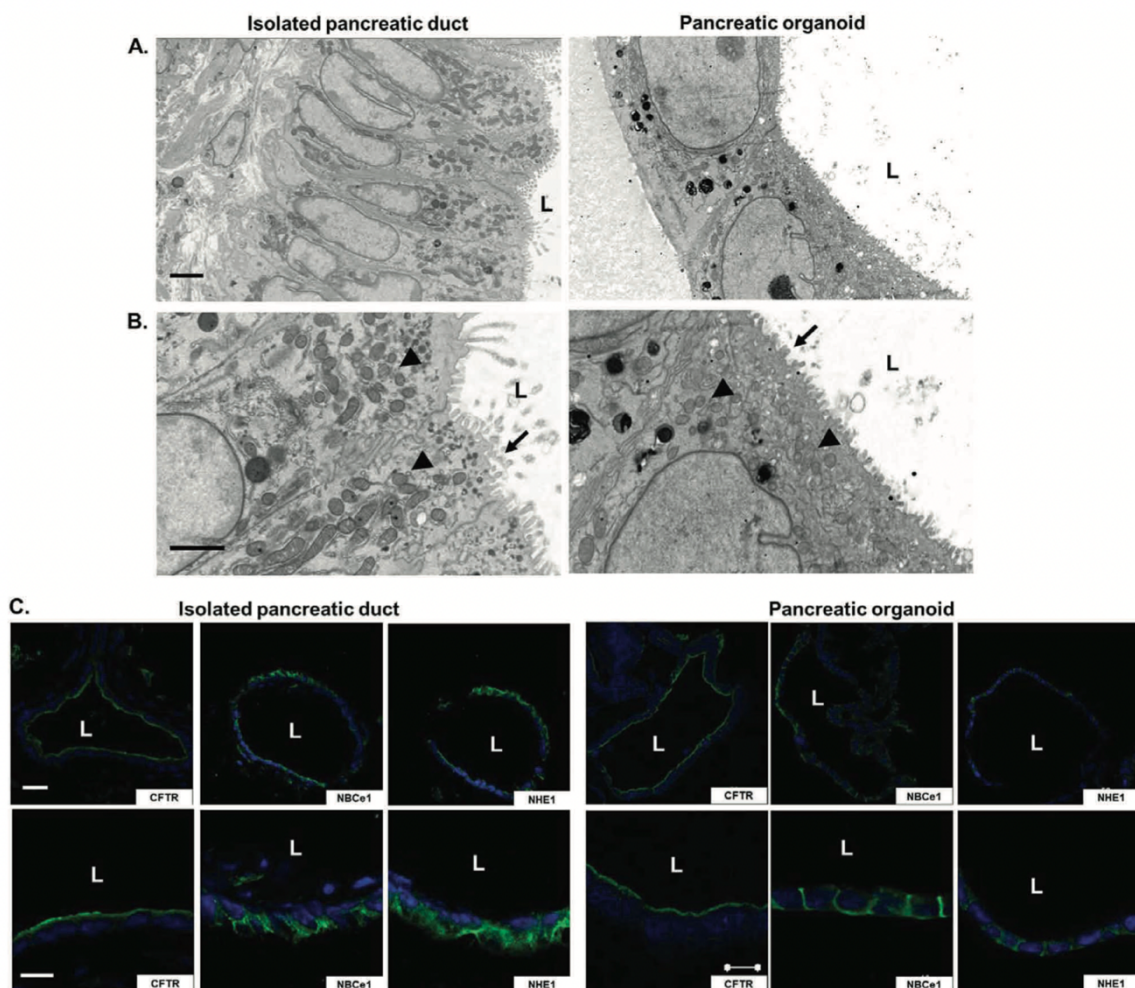 Isolated pancreatic duct Pancreatic organoid
A.
L L
B.
L L
C.
Isolated pancreatic duct Pancreatic organoid
L L L L L L
CFTR NBCe1 NHE1 CFTR NBCe1 NHE1
L L L L L L
CFTR NBCe1 NHE1 CFTR NBCe1 NHE1